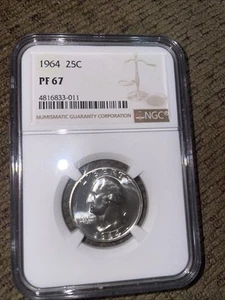 1964 25C
PF 67
4816833-011
NUMISMATIC GUARANTY CORPORATION
NGC